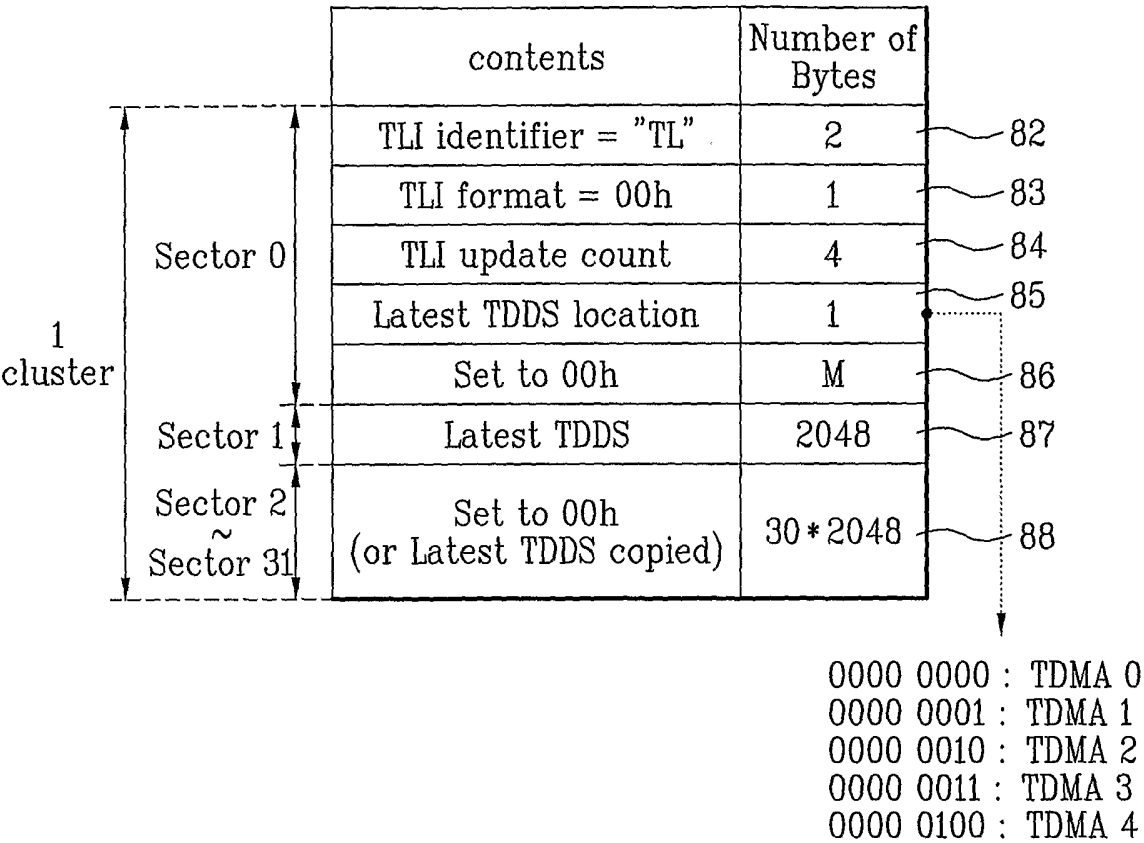 contents
Number of
Bytes
TLI identifier = "TL"
2
82
TLI format = 00h
1
83
Sector 0
TLI update count
4
84
Latest TDDS location
1
85
1
cluster
Set to 00h
M
86
Sector 1
Latest TDDS
2048
87
Sector 2
~
Sector 31
Set to 00h
(or Latest TDDS copied)
30*2048
88
0000 0000 : TDMA 0
0000 0001 : TDMA 1
0000 0010 : TDMA 2
0000 0011 : TDMA 3
0000 0100 : TDMA 4